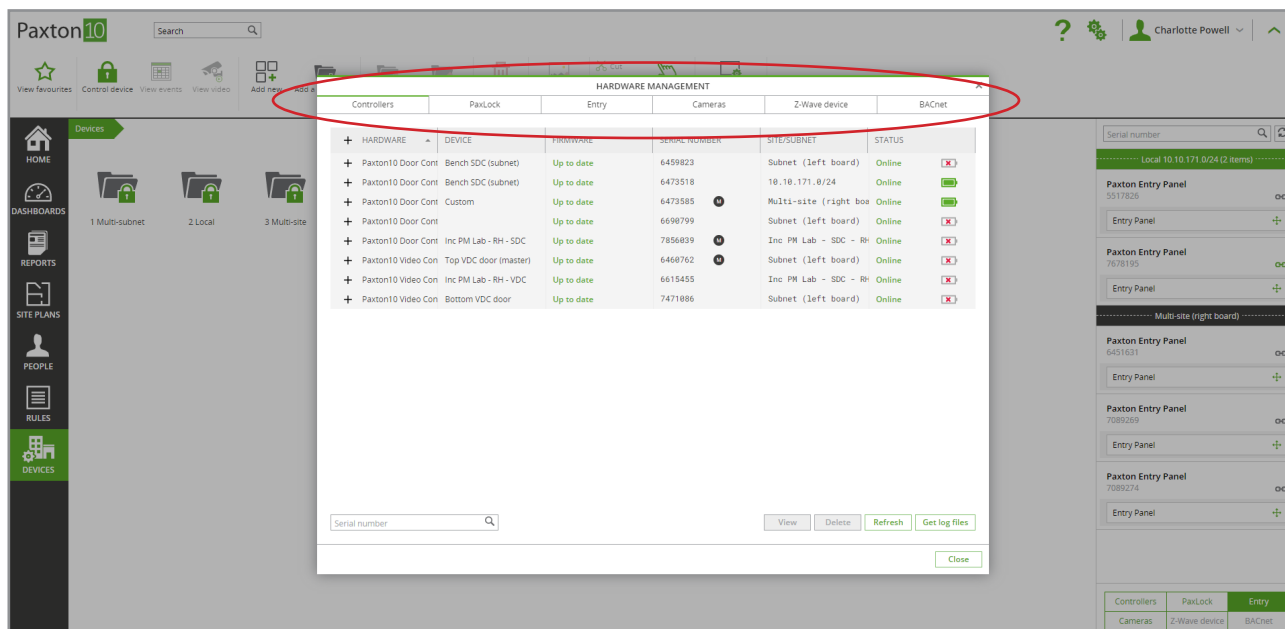 Paxton 10
Search
Charlotte Powell
View favourites
Control device
View events
View video
Add new
Cut
HARDWARE MANAGEMENT
Controllers PaxLock Entry Cameras Z-Wave device BACnet
HOME
DASHBOARDS
REPORTS
SITE PLANS
PEOPLE
RULES
DEVICES
Devices
1 Multi-subnet
2 Local
3 Multi-site
HARDWARE DEVICE FIRMWARE SERIAL NUMBER SITE/SUBNET STATUS
Paxton10 Door Cont Bench SDC (subnet) Up to date 6459823 Subnet (left board) Online
Paxton10 Door Cont Bench SDC (subnet) Up to date 6473518 10.10.171.0/24 Online
Paxton10 Door Cont Custom Up to date 6473585 M Multi-site (right boa Online
Paxton10 Door Cont Up to date 6690799 Subnet (left board) Online
Paxton10 Door Cont Inc PM Lab - RH - SDC Up to date 7856039 M Inc PM Lab - SDC - RH Online
Paxton10 Video Con Top VDC door (master) Up to date 6460762 M Subnet (left board) Online
Paxton10 Video Con Inc PM Lab - RH - VDC Up to date 6615455 Inc PM Lab - SDC - RH Online
Paxton10 Video Con Bottom VDC door Up to date 7471086 Subnet (left board) Online
Serial number
View Delete Refresh Get log files
Close
Serial number
Local 10.10.171.0/24 (2 items)
Paxton Entry Panel
5517826
Entry Panel
Paxton Entry Panel
7678195
Entry Panel
Multi-site (right board)
Paxton Entry Panel
6451631
Entry Panel
Paxton Entry Panel
7089269
Entry Panel
Paxton Entry Panel
7089274
Entry Panel
Controllers PaxLock Entry
Cameras Z-Wave device BACnet